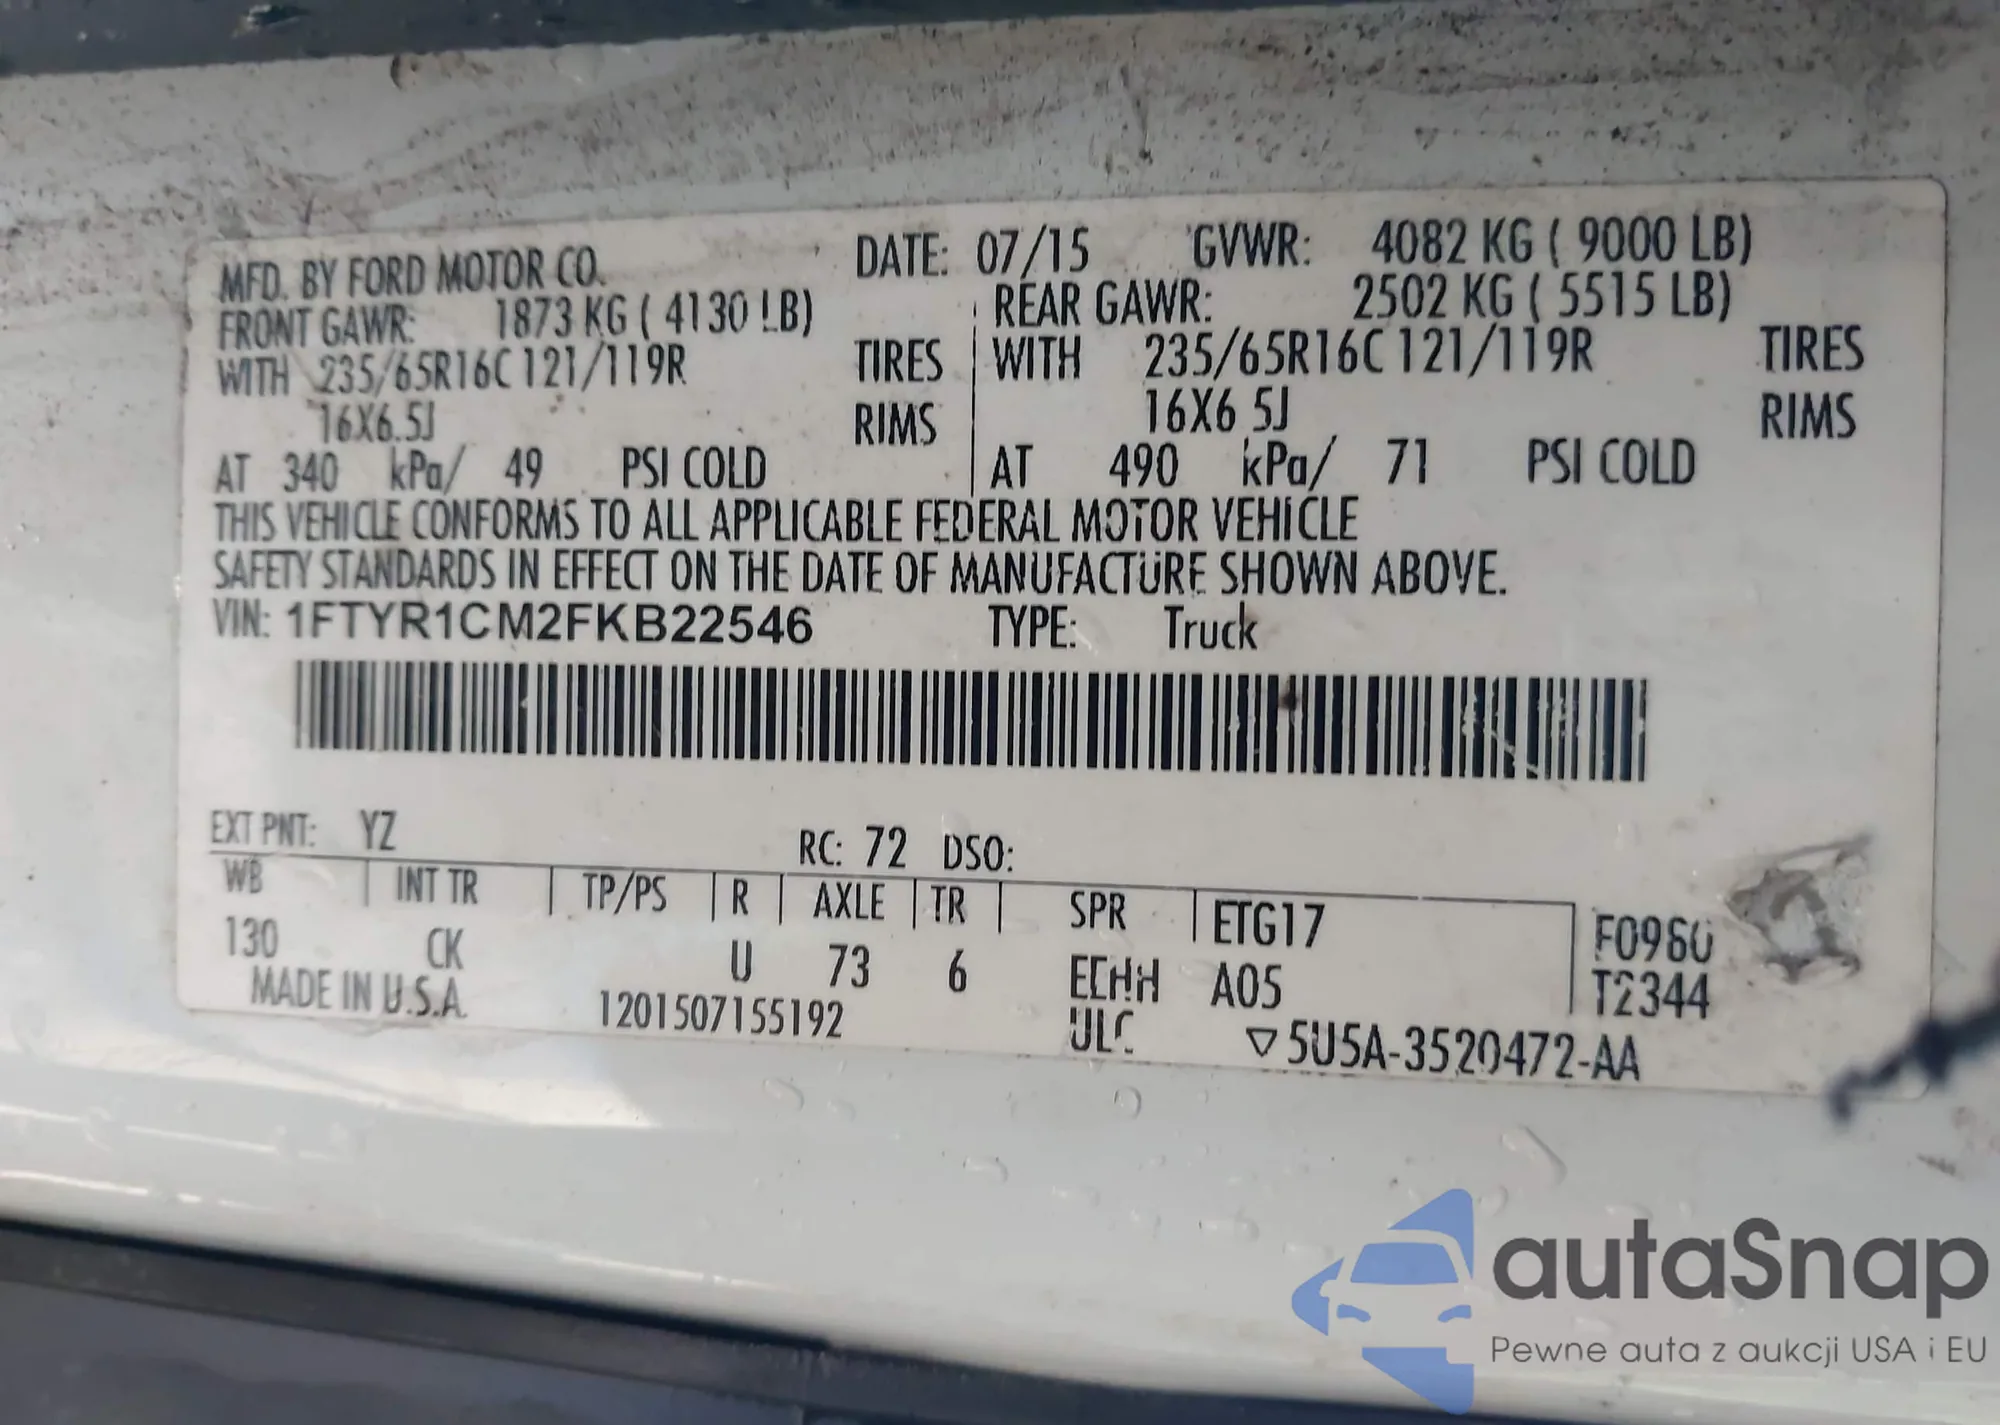 MFD. BY FORD MOTOR CO. DATE: 07/15 GVWR: 4082 KG ( 9000 LB)
FRONT GAWR: 1873 KG ( 4130 LB) REAR GAWR: 2502 KG ( 5515 LB)
WITH 235/65R16C 121/119R TIRES WITH 235/65R16C 121/119R TIRES
16X6.5J RIMS 16X6.5J RIMS
AT 340 kPa/ 49 PSI COLD AT 490 kPa/ 71 PSI COLD
THIS VEHICLE CONFORMS TO ALL APPLICABLE FEDERAL MOTOR VEHICLE
SAFETY STANDARDS IN EFFECT ON THE DATE OF MANUFACTURE SHOWN ABOVE.
VIN: 1FTYR1CM2FKB22546 TYPE: Truck
EXT PNT: YZ RC: 72 DSO:
WB INT TR TP/PS R AXLE TR SPR ETG17 F0960
130 CK U 73 6 A05 T2344
MADE IN U.S.A. 1201507155192 ▽5U5A-3520472-AA
autaSnap
Pewne auta z aukcji USA i EU